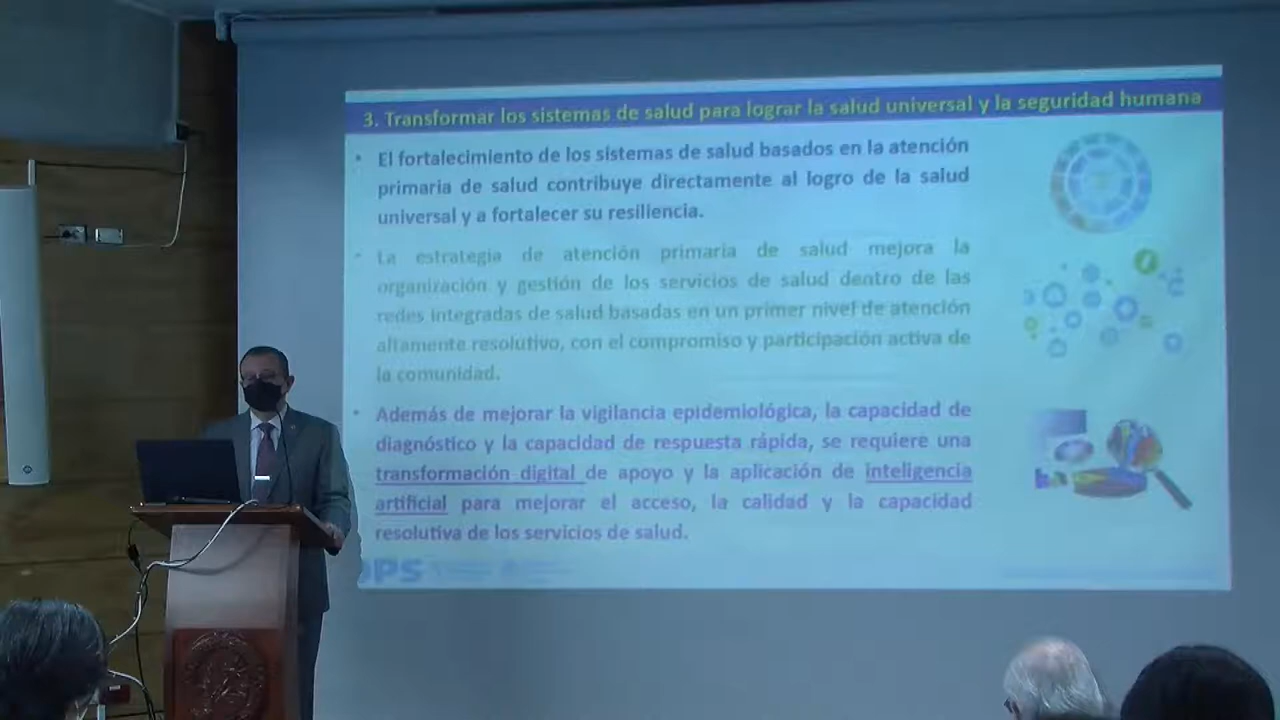 3. Transformar los sistemas de salud para lograr la salud universal y la seguridad humana
• El fortalecimiento de los sistemas de salud basados en la atención
primaria de salud contribuye directamente al logro de la salud
universal y a fortalecer su resiliencia.
• La estrategia de atención primaria de salud mejora la
organización y gestión de los servicios de salud dentro de las
redes integradas de salud basadas en un primer nivel de atención
altamente resolutivo, con el compromiso y participación activa de
la comunidad.
• Además de mejorar la vigilancia epidemiológica, la capacidad de
diagnóstico y la capacidad de respuesta rápida, se requiere una
transformación digital de apoyo y la aplicación de inteligencia
artificial para mejorar el acceso, la calidad y la capacidad
resolutiva de los servicios de salud.
OPS